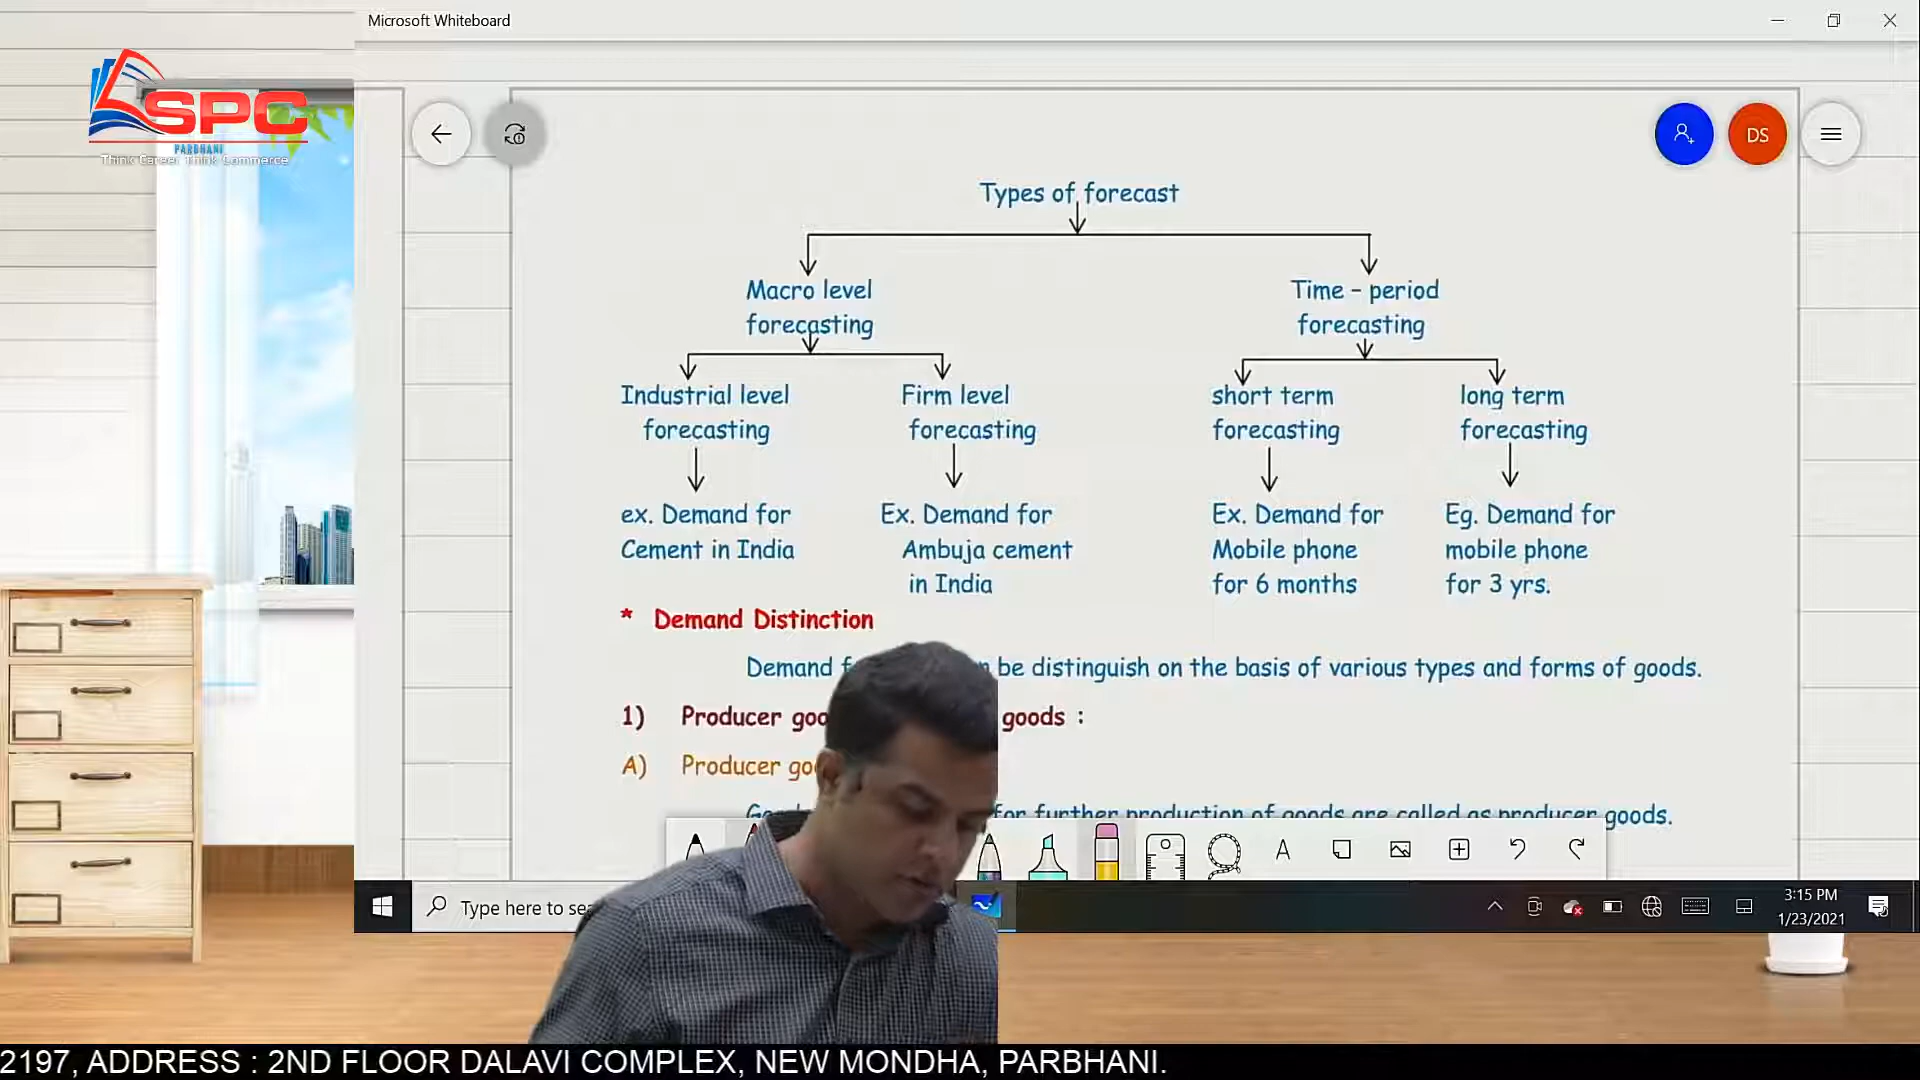 Microsoft Whiteboard
SPC
PARBHANI
Think Career Think Commerce
DS
Types of forecast
Macro level
forecasting
Time - period
forecasting
Industrial level
forecasting
Firm level
forecasting
short term
forecasting
long term
forecasting
ex. Demand for
Cement in India
Ex. Demand for
Ambuja cement
in India
Ex. Demand for
Mobile phone
for 6 months
Eg. Demand for
mobile phone
for 3 yrs.
* Demand Distinction
Demand be distinguish on the basis of various types and forms of goods.
1) Producer goods :
A) Producer
for further production of goods are called as producer goods.
Type here to
3:15 PM
1/23/2021
2197, ADDRESS : 2ND FLOOR DALAVI COMPLEX, NEW MONDHA, PARBHANI.